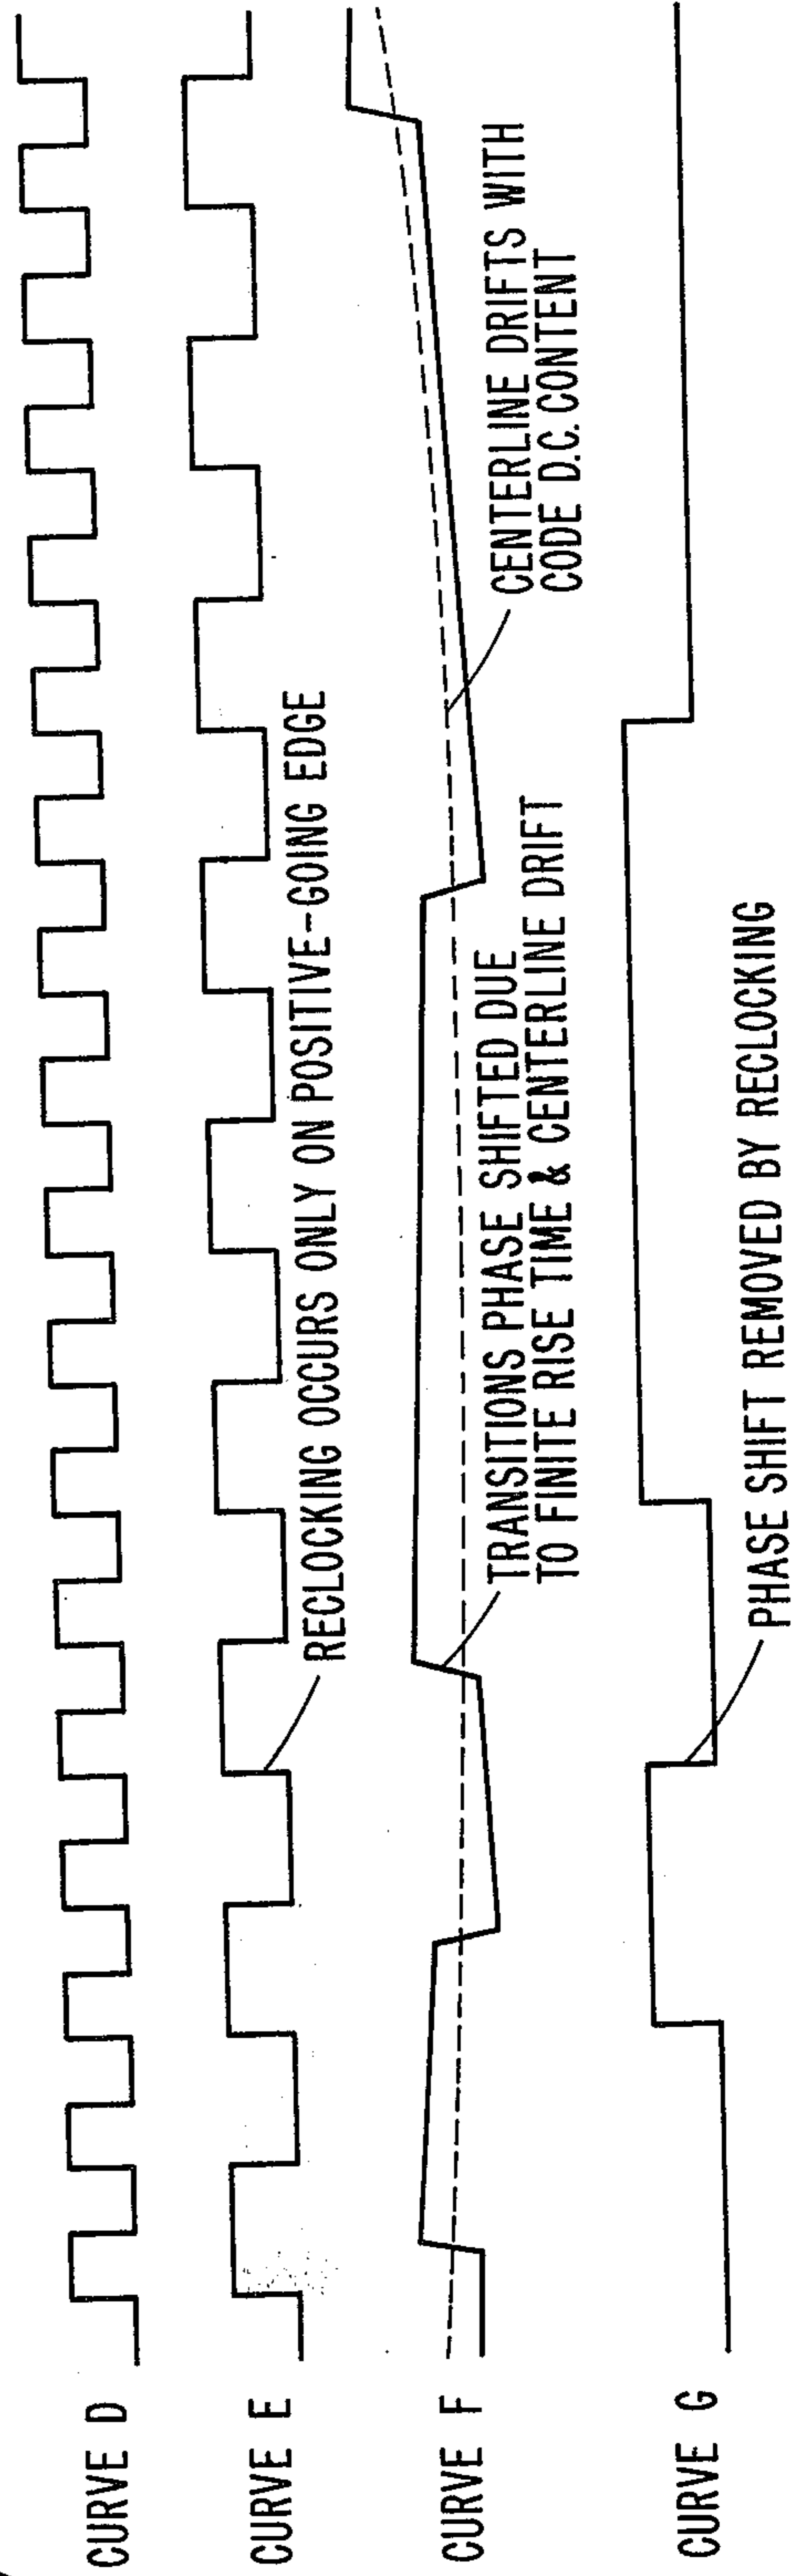 CURVE D
CURVE E
RECLOCKING OCCURS ONLY ON POSITIVE-GOING EDGE
CURVE F
CENTERLINE DRIFTS WITH
CODE D.C. CONTENT
TRANSITIONS PHASE SHIFTED DUE
TO FINITE RISE TIME & CENTERLINE DRIFT
CURVE G
PHASE SHIFT REMOVED BY RECLOCKING